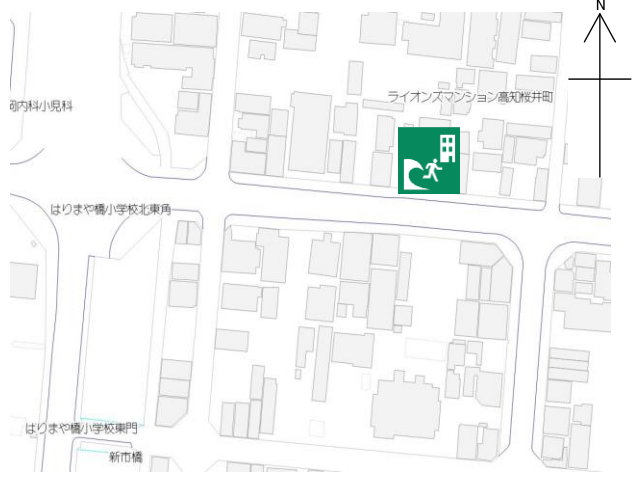 N
ライオンズマンション高知桜井町
内科小児科
はりまや橋小学校北東角
はりまや橋小学校東門
新市橋